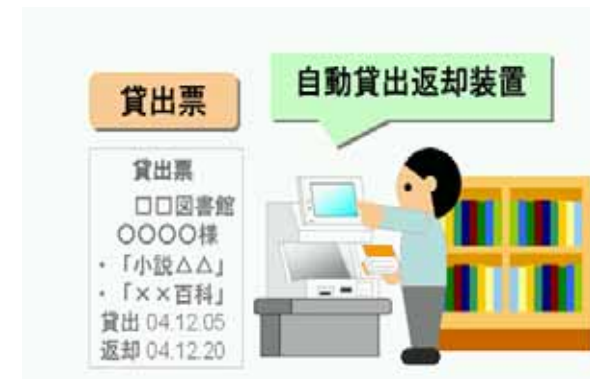 貸出票
自動貸出返却装置
貸出票
□□図書館
○○○○様
・「小説△△」
・「××百科」
貸出 04.12.05
返却 04.12.20